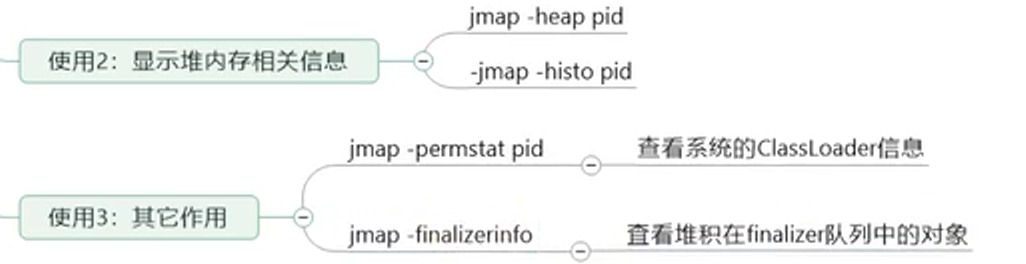 jmap -heap pid
使用2：显示堆内存相关信息
-jmap -histo pid
jmap -permstat pid
查看系统的ClassLoader信息
使用3：其它作用
jmap -finalizerinfo
查看堆积在finalizer队列中的对象